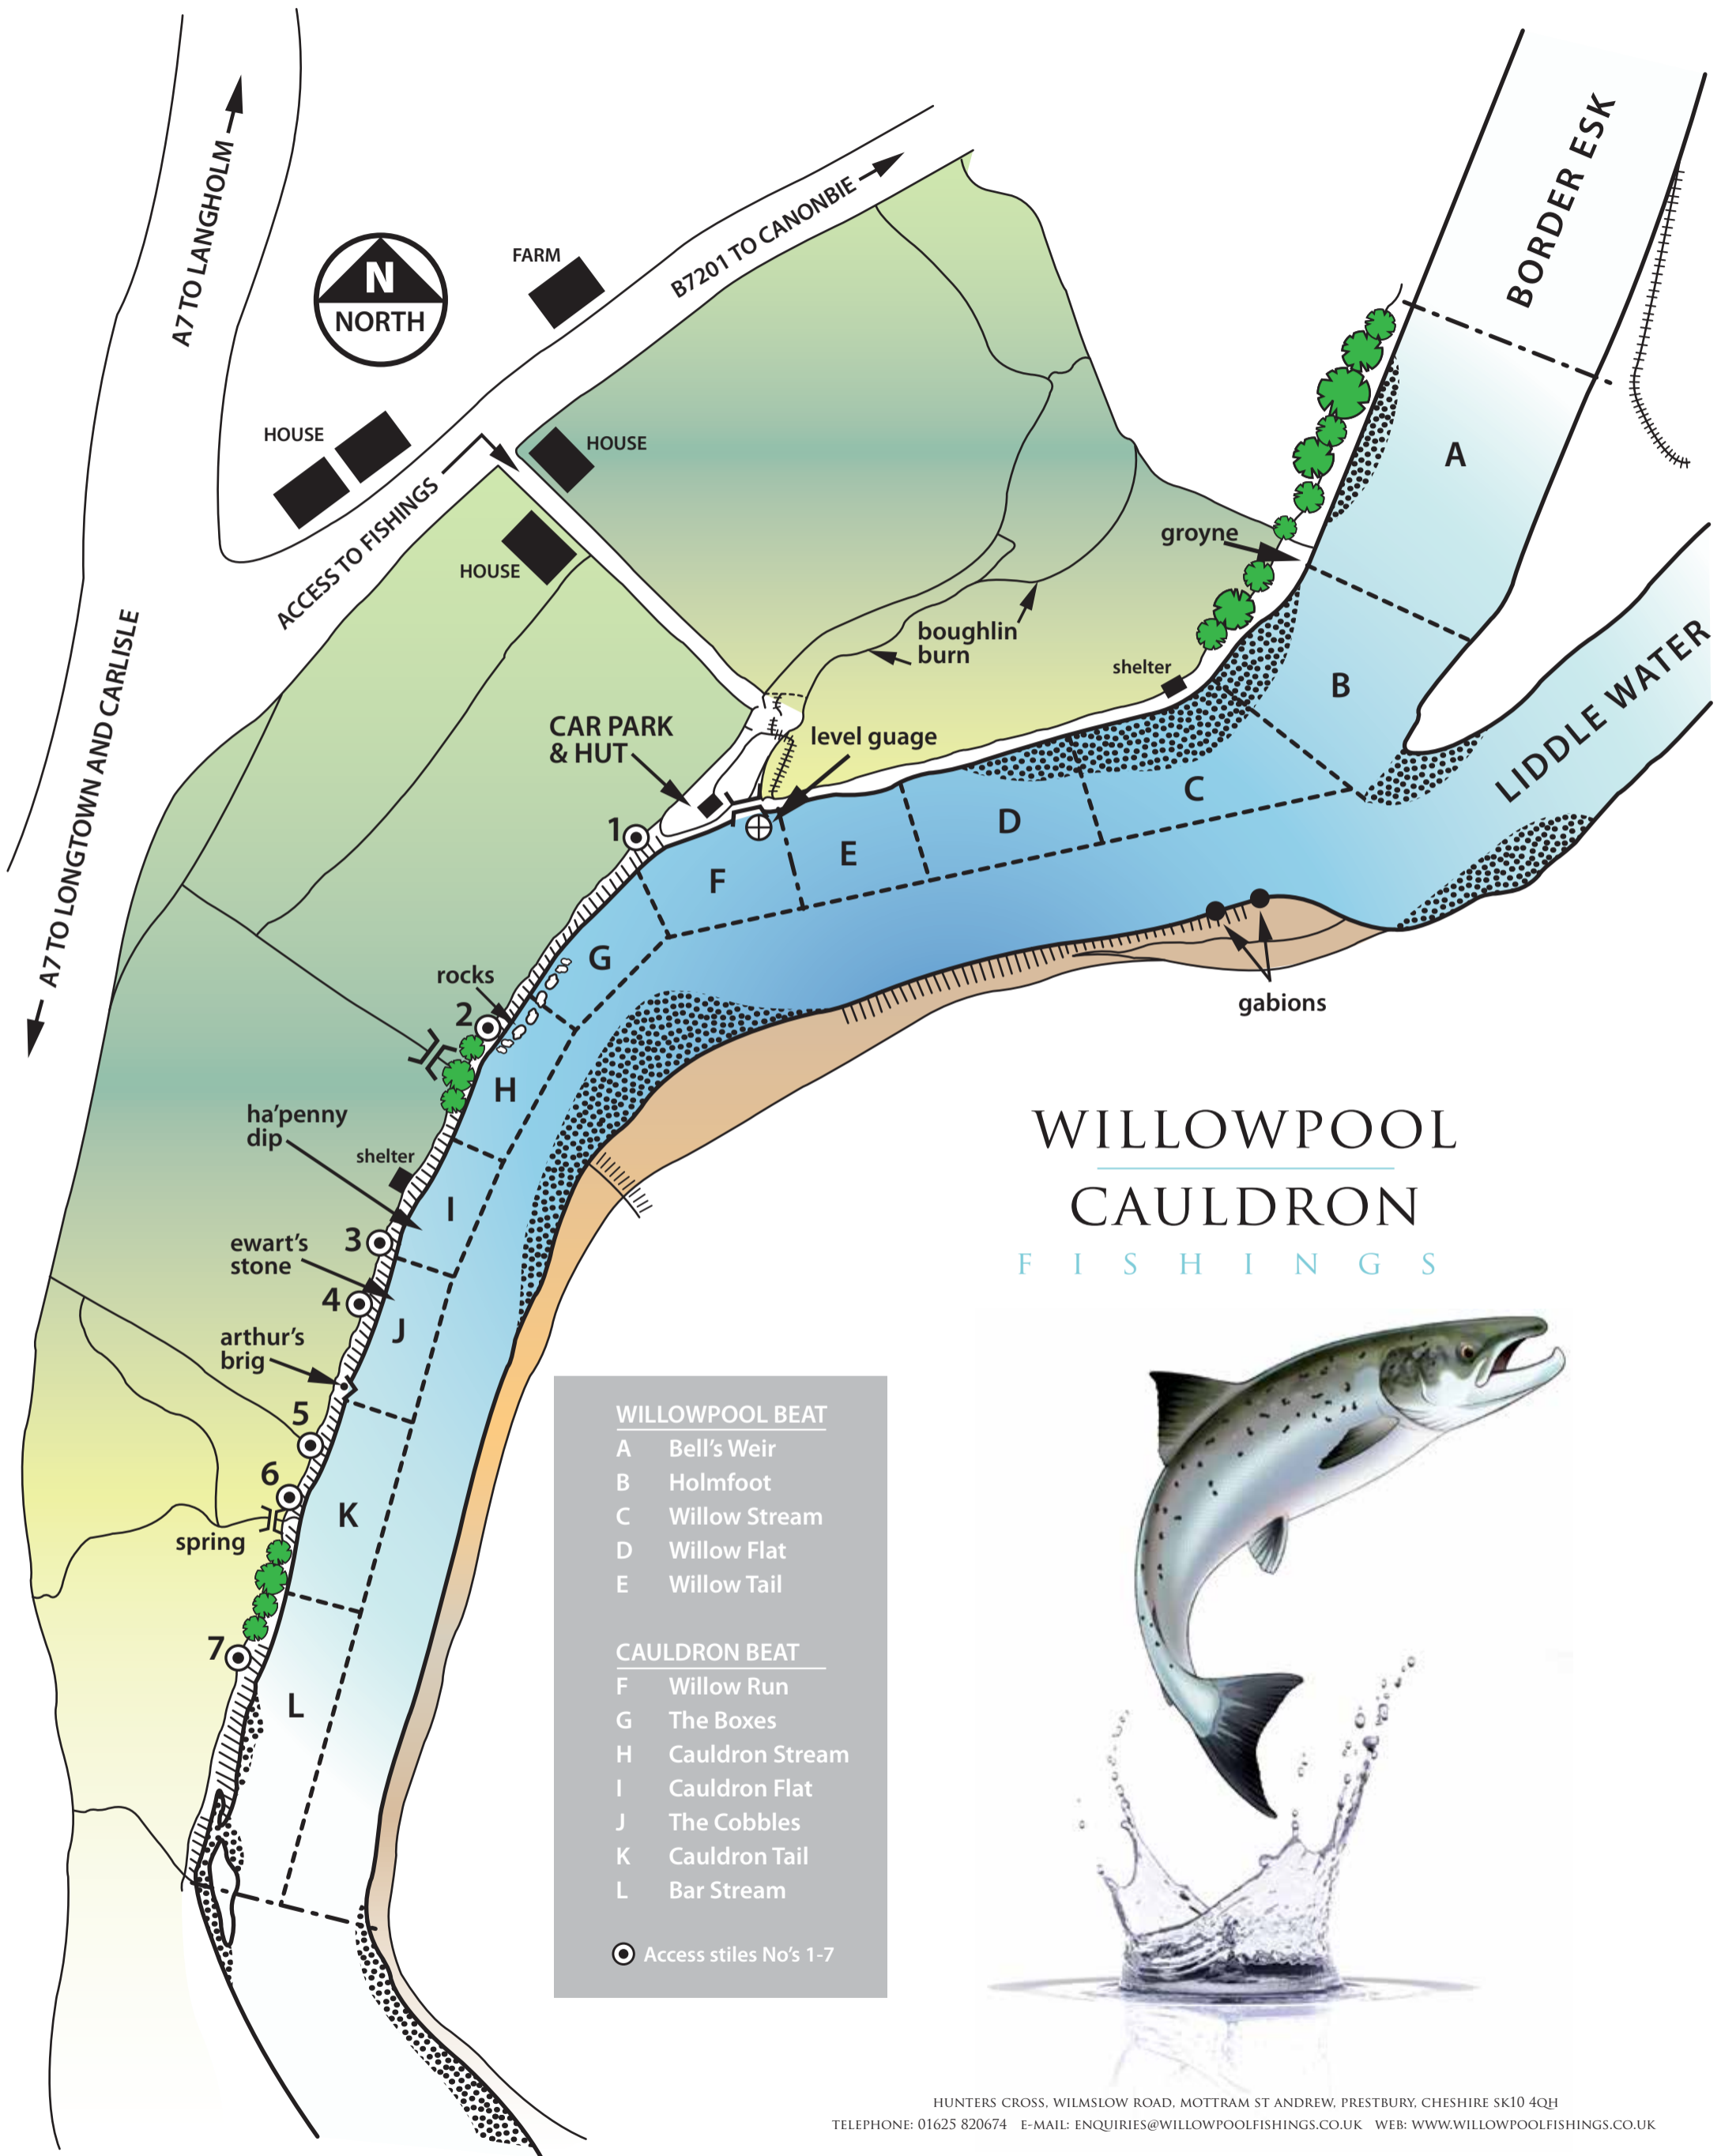 BORDER ESK
A7 TO LANGHOLM
B7201 TO CANONBIE
FARM
N
NORTH
HOUSE
HOUSE
HOUSE
ACCESS TO FISHINGS
A
groyne
A7 TO LONGTOWN AND CARLISLE
boughlin
burn
shelter
B
LIDDLE WATER
CAR PARK
& HUT
level guage
C
D
E
F
1
G
rocks
2
gabions
H
ha'penny
dip
shelter
I
3
ewart's
stone
4
J
arthur's
brig
5
6
K
spring
7
L
WILLOWPOOL
CAULDRON
FISHINGS
WILLOWPOOL BEAT
A Bell's Weir
B Holmfoot
C Willow Stream
D Willow Flat
E Willow Tail
CAULDRON BEAT
F Willow Run
G The Boxes
H Cauldron Stream
I Cauldron Flat
J The Cobbles
K Cauldron Tail
L Bar Stream
Access stiles No's 1-7
HUNTERS CROSS, WILMSLOW ROAD, MOTTRAM ST ANDREW, PRESTBURY, CHESHIRE SK10 4QH
TELEPHONE: 01625 820674 E-MAIL: ENQUIRIES@WILLOWPOOLFISHINGS.CO.UK WEB: WWW.WILLOWPOOLFISHINGS.CO.UK